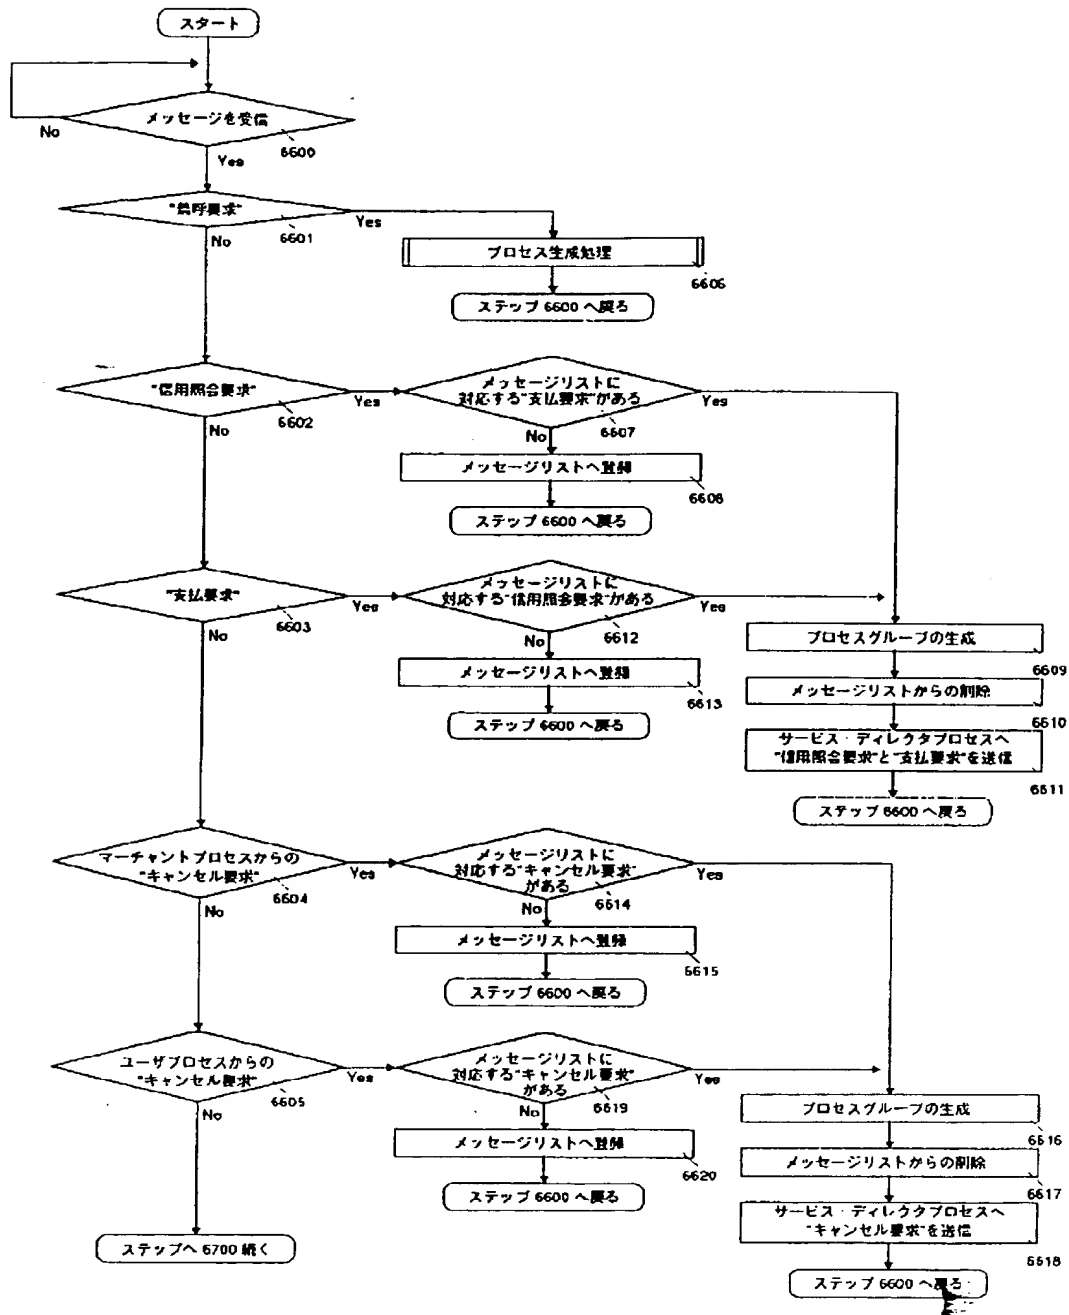 スタート
メッセージを受信
No
6600
Yes
要求"
Yes
6601
No
プロセス生成処理
6606
ステップ 6600 へ戻る
"信用照会要求"
Yes
6602
No
メッセージリストに
対応する"支払要求"がある
Yes
6607
No
メッセージリストへ登録
6608
ステップ 6600 へ戻る
"支払要求"
Yes
6603
No
メッセージリストに
対応する"信用照会要求"がある
Yes
6612
No
メッセージリストへ登録
6613
ステップ 6600 へ戻る
プロセスグループの生成
6609
メッセージリストからの削除
6610
サービス・ディレクタプロセスへ
"信用照会要求"と"支払要求"を送信
6611
ステップ 6600 へ戻る
マーチャントプロセスからの
"キャンセル要求"
Yes
6604
No
メッセージリストに
対応する"キャンセル要求"
がある
Yes
6614
No
メッセージリストへ登録
6615
ステップ 6600 へ戻る
ユーザプロセスからの
"キャンセル要求"
Yes
6605
No
メッセージリストに
対応する"キャンセル要求"
がある
Yes
6619
No
メッセージリストへ登録
6620
ステップ 6600 へ戻る
プロセスグループの生成
6616
メッセージリストからの削除
6617
サービス・ディレクタプロセスへ
"キャンセル要求"を送信
6618
ステップ 6600 へ戻る
ステップへ 6700 続く